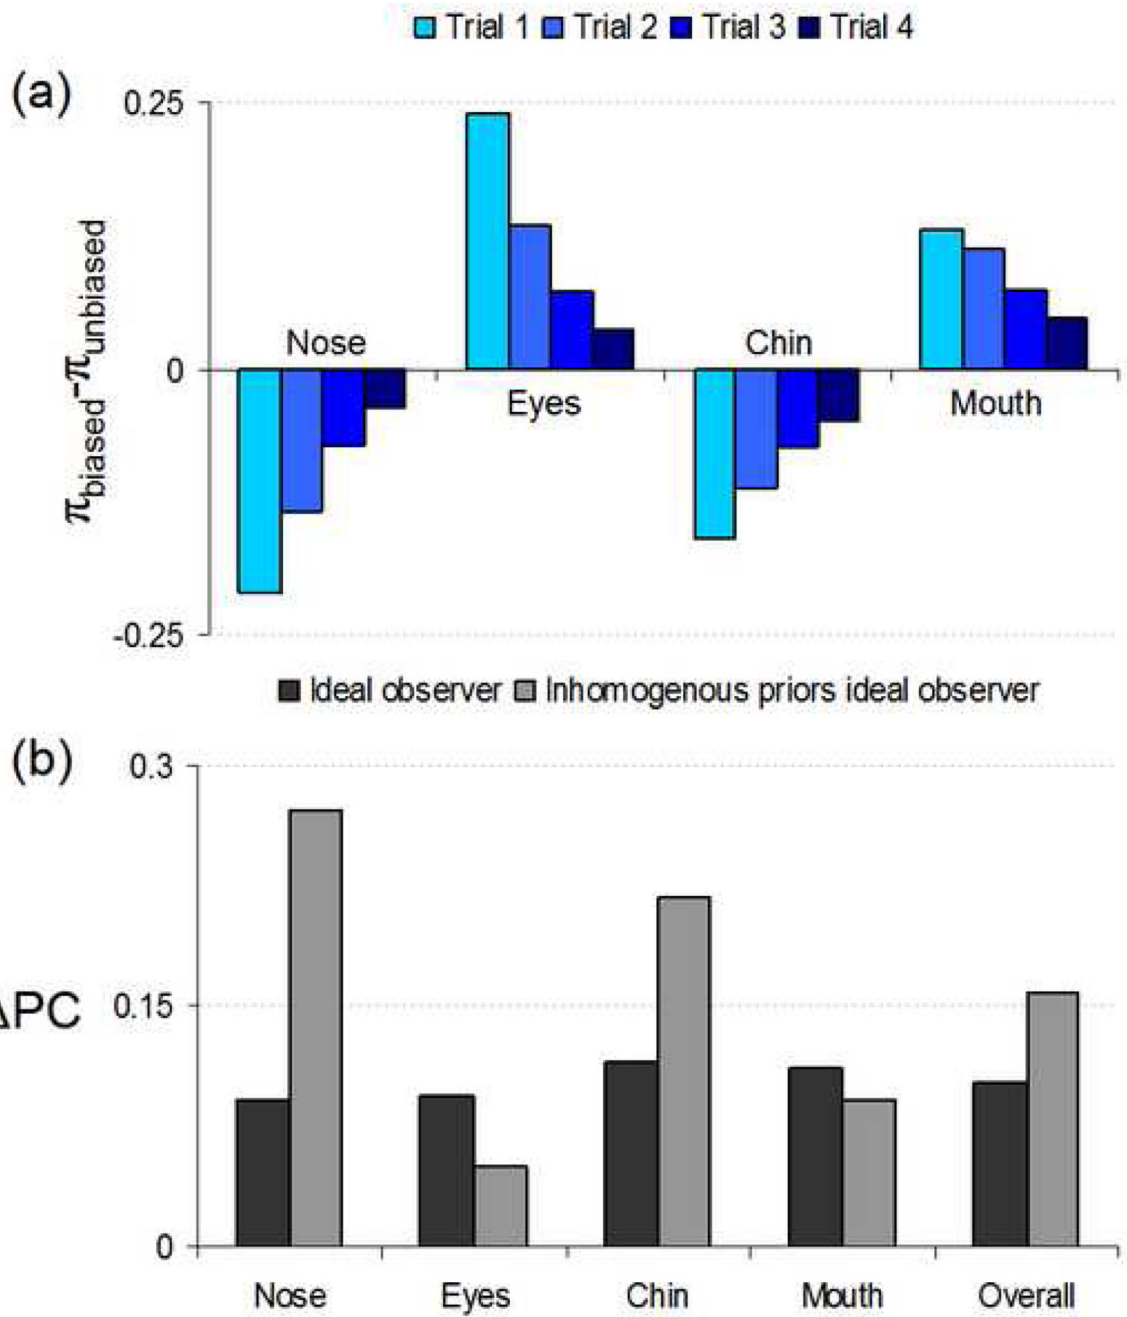 Trial 1 Trial 2 Trial 3 Trial 4
(a)
0.25
πbiased-πunbiased
Nose
Chin
0
Eyes
Mouth
-0.25
Ideal observer Inhomogenous priors ideal observer
(b)
0.3
ΔPC
0.15
0
Nose Eyes Chin Mouth Overall